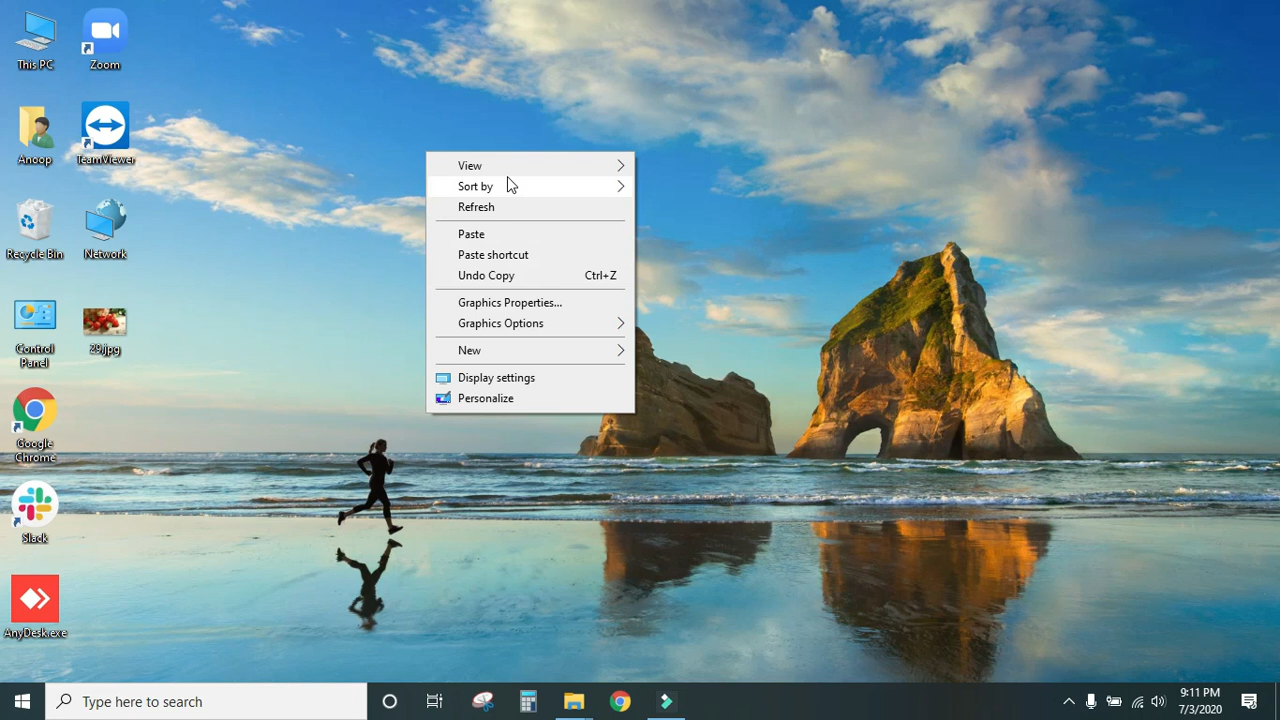 This PC
Zoom
Anoop
TeamViewer
Recycle Bin
Network
Control
Panel
29.jpg
Google
Chrome
Slack
AnyDesk.exe
View
Sort by
Refresh
Paste
Paste shortcut
Undo Copy Ctrl+Z
Graphics Properties...
Graphics Options
New
Display settings
Personalize
Type here to search
9:11 PM
7/3/2020